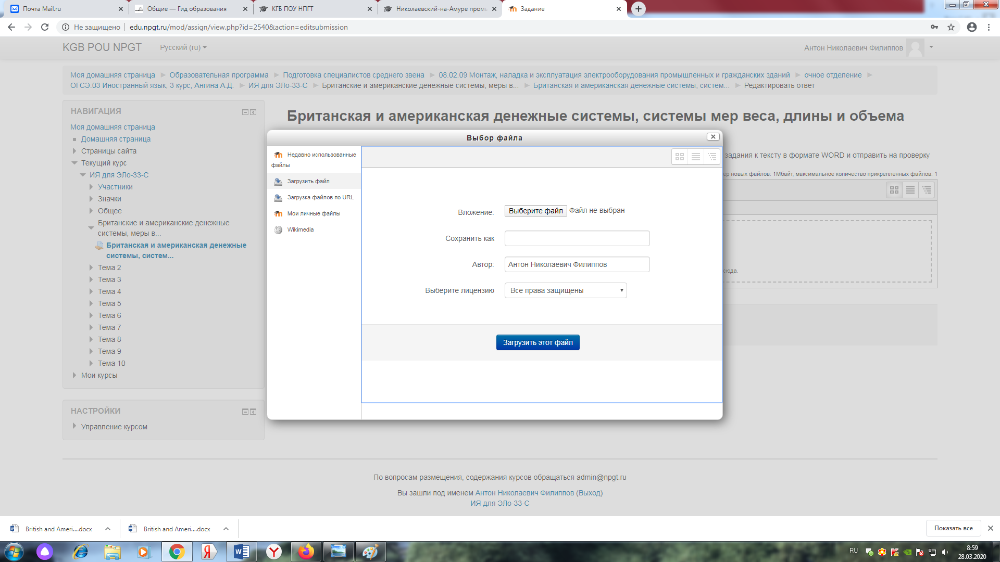 Почта Mail.ru
Общие — Гид образования
КГБ ПОУ НПГТ
Николаевский-на-Амуре пром
Задание
Не защищено
edu.npgt.ru/mod/assign/view.php?id=2540&action=editsubmission
KGB POU NPGT
Русский (ru)
Антон Николаевич Филиппов
Моя домашняя страница ► Образовательная программа ► Подготовка специалистов среднего звена ► 08.02.09 Монтаж, наладка и эксплуатация электрооборудования промышленных и гражданских зданий ► очное отделение ►
ОГСЭ.03 Иностранный язык, 3 курс, Ангина А.Д. ► ИЯ для ЭЛо-33-С ► Британские и американские денежные системы, меры в... ► Британская и американская денежные системы, систем... ► Редактировать ответ
НАВИГАЦИЯ
Моя домашняя страница
Домашняя страница
Страницы сайта
Текущий курс
ИЯ для ЭЛо-33-С
Участники
Значки
Общее
Британские и американские денежные
системы, меры в...
Британская и американская денежные
системы, систем...
Тема 2
Тема 3
Тема 4
Тема 5
Тема 6
Тема 7
Тема 8
Тема 9
Тема 10
Мои курсы
НАСТРОЙКИ
Управление курсом
Британская и американская денежные системы, системы мер веса, длины и объема
задания к тексту в формате WORD и отправить на проверку
ер новых файлов: 1Мбайт, максимальное количество прикрепленных файлов: 1
сюда.
Выбор файла
Недавно использованные
файлы
Загрузить файл
Загрузка файлов по URL
Мои личные файлы
Wikimedia
Вложение: Выберите файл Файл не выбран
Сохранить как
Автор: Антон Николаевич Филиппов
Выберите лицензию Все права защищены
Загрузить этот файл
По вопросам размещения, содержания курсов обращаться admin@npgt.ru
Вы зашли под именем Антон Николаевич Филиппов (Выход)
ИЯ для ЭЛо-33-С
British and Ameri....docx
British and Ameri....docx
Показать все
RU
8:59
28.03.2020